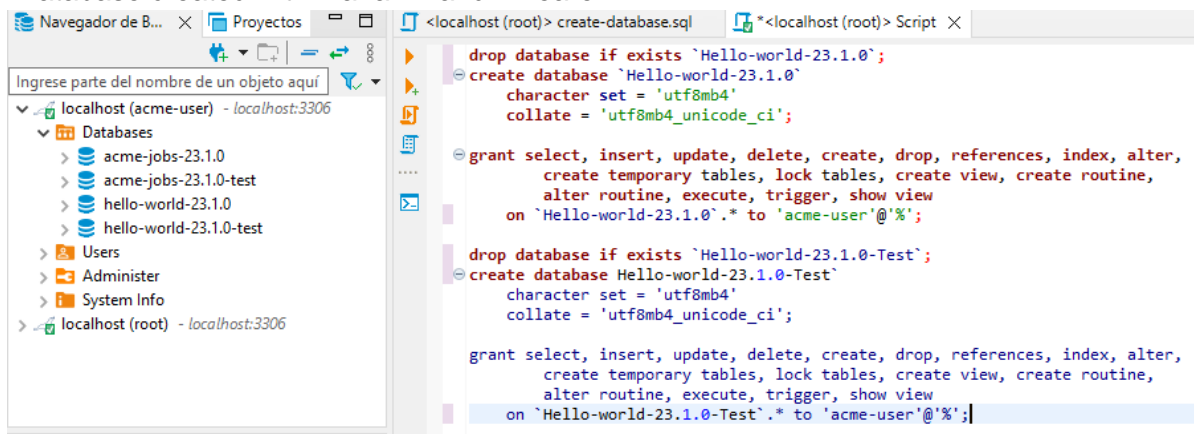 Navegador de B...
Proyectos
<localhost (root)> create-database.sql
*<localhost (root)> Script
Ingrese parte del nombre de un objeto aquí
localhost (acme-user) - localhost:3306
Databases
acme-jobs-23.1.0
acme-jobs-23.1.0-test
hello-world-23.1.0
hello-world-23.1.0-test
Users
Administer
System Info
localhost (root) - localhost:3306
drop database if exists `Hello-world-23.1.0`;
create database `Hello-world-23.1.0`
character set = 'utf8mb4'
collate = 'utf8mb4_unicode_ci';
grant select, insert, update, delete, create, drop, references, index, alter,
create temporary tables, lock tables, create view, create routine,
alter routine, execute, trigger, show view
on `Hello-world-23.1.0`.* to 'acme-user'@'%';
drop database if exists `Hello-world-23.1.0-Test`;
create database Hello-world-23.1.0-Test`
character set = 'utf8mb4'
collate = 'utf8mb4_unicode_ci';
grant select, insert, update, delete, create, drop, references, index, alter,
create temporary tables, lock tables, create view, create routine,
alter routine, execute, trigger, show view
on `Hello-world-23.1.0-Test`.* to 'acme-user'@'%';